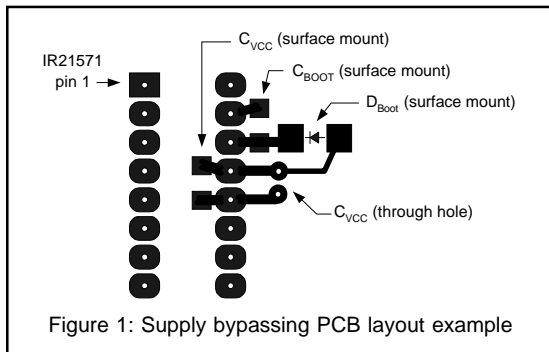 C_VCC (surface mount)
IR21571
pin 1
C_BOOT (surface mount)
D_Boot (surface mount)
C_VCC (through hole)
Figure 1: Supply bypassing PCB layout example